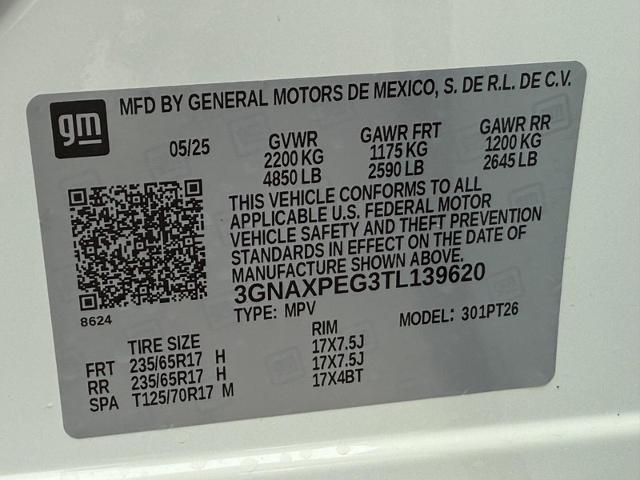 gm
MFD BY GENERAL MOTORS DE MEXICO, S. DE R.L. DE C.V.
05/25 GVWR GAWR FRT GAWR RR
2200 KG 1175 KG 1200 KG
4850 LB 2590 LB 2645 LB
THIS VEHICLE CONFORMS TO ALL
APPLICABLE U.S. FEDERAL MOTOR
VEHICLE SAFETY AND THEFT PREVENTION
STANDARDS IN EFFECT ON THE DATE OF
MANUFACTURE SHOWN ABOVE.
3GNAXPEG3TL139620
8624
TYPE: MPV MODEL: 301PT26
TIRE SIZE RIM
FRT 235/65R17 H 17X7.5J
RR 235/65R17 H 17X7.5J
SPA T125/70R17 M 17X4BT